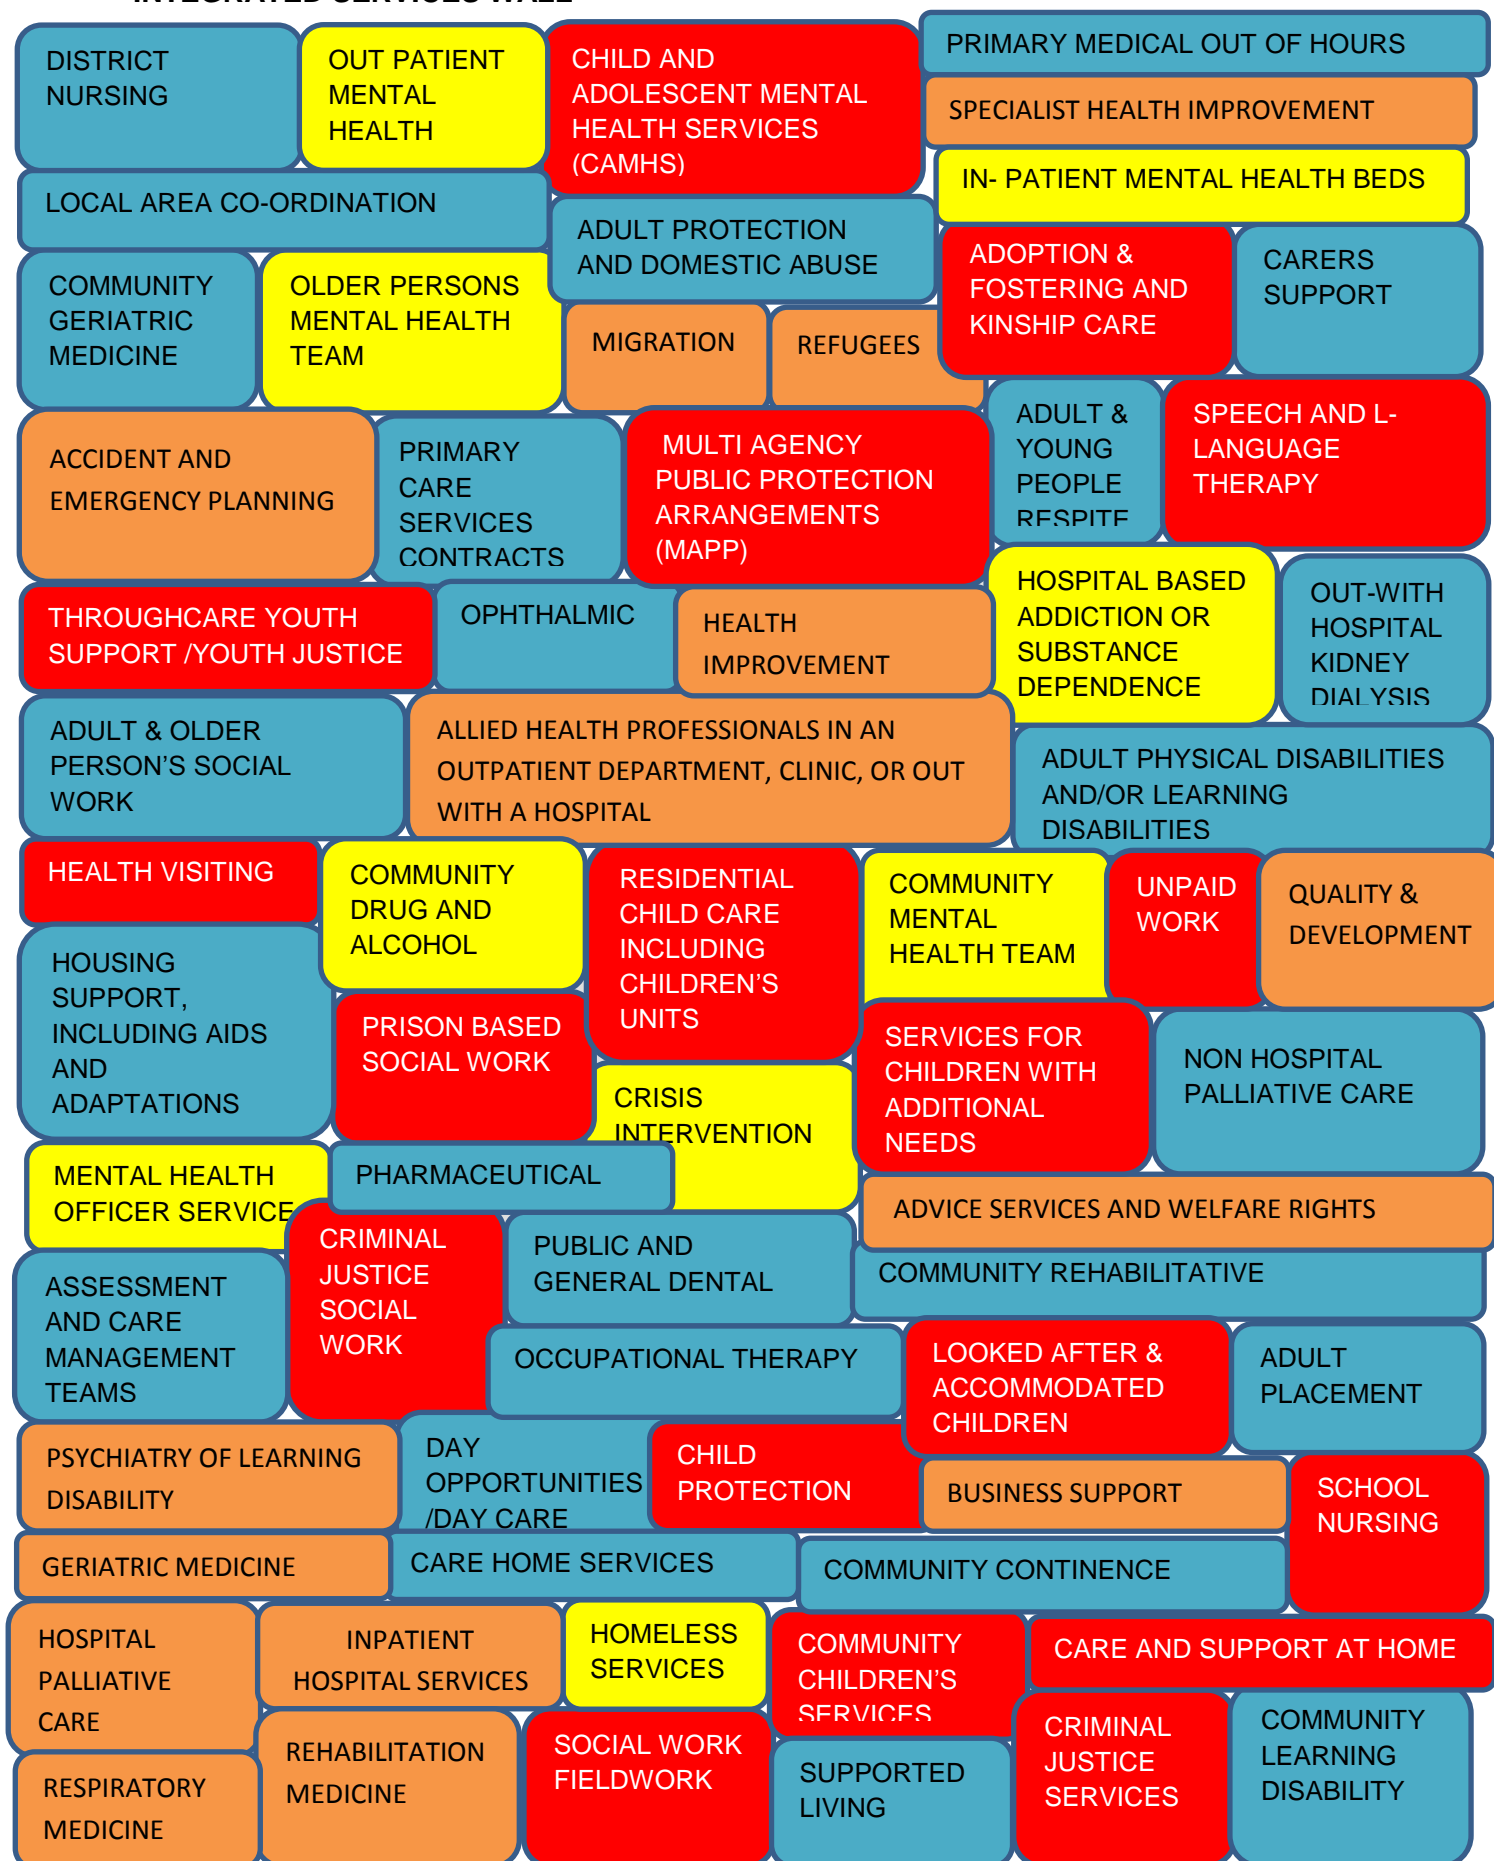 INTEGRATED SERVICES WALL
DISTRICT
NURSING
OUT PATIENT
MENTAL
HEALTH
CHILD AND
ADOLESCENT MENTAL
HEALTH SERVICES
(CAMHS)
PRIMARY MEDICAL OUT OF HOURS
SPECIALIST HEALTH IMPROVEMENT
IN- PATIENT MENTAL HEALTH BEDS
LOCAL AREA CO-ORDINATION
ADULT PROTECTION
AND DOMESTIC ABUSE
ADOPTION &
FOSTERING AND
KINSHIP CARE
CARERS
SUPPORT
COMMUNITY
GERIATRIC
MEDICINE
OLDER PERSONS
MENTAL HEALTH
TEAM
MIGRATION
REFUGEES
ACCIDENT AND
EMERGENCY PLANNING
PRIMARY
CARE
SERVICES
CONTRACTS
MULTI AGENCY
PUBLIC PROTECTION
ARRANGEMENTS
(MAPP)
ADULT &
YOUNG
PEOPLE
RESPITE
SPEECH AND L-
LANGUAGE
THERAPY
THROUGHCARE YOUTH
SUPPORT /YOUTH JUSTICE
OPHTHALMIC
HEALTH
IMPROVEMENT
HOSPITAL BASED
ADDICTION OR
SUBSTANCE
DEPENDENCE
OUT-WITH
HOSPITAL
KIDNEY
DIALYSIS
ADULT & OLDER
PERSON'S SOCIAL
WORK
ALLIED HEALTH PROFESSIONALS IN AN
OUTPATIENT DEPARTMENT, CLINIC, OR OUT
WITH A HOSPITAL
ADULT PHYSICAL DISABILITIES
AND/OR LEARNING
DISABILITIES
HEALTH VISITING
COMMUNITY
DRUG AND
ALCOHOL
RESIDENTIAL
CHILD CARE
INCLUDING
CHILDREN'S
UNITS
COMMUNITY
MENTAL
HEALTH TEAM
UNPAID
WORK
QUALITY &
DEVELOPMENT
HOUSING
SUPPORT,
INCLUDING AIDS
AND
ADAPTATIONS
PRISON BASED
SOCIAL WORK
CRISIS
INTERVENTION
SERVICES FOR
CHILDREN WITH
ADDITIONAL
NEEDS
NON HOSPITAL
PALLIATIVE CARE
MENTAL HEALTH
OFFICER SERVICE
PHARMACEUTICAL
ADVICE SERVICES AND WELFARE RIGHTS
CRIMINAL
JUSTICE
SOCIAL
WORK
PUBLIC AND
GENERAL DENTAL
COMMUNITY REHABILITATIVE
ASSESSMENT
AND CARE
MANAGEMENT
TEAMS
OCCUPATIONAL THERAPY
LOOKED AFTER &
ACCOMMODATED
CHILDREN
ADULT
PLACEMENT
PSYCHIATRY OF LEARNING
DISABILITY
DAY
OPPORTUNITIES
/DAY CARE
CHILD
PROTECTION
BUSINESS SUPPORT
SCHOOL
NURSING
GERIATRIC MEDICINE
CARE HOME SERVICES
COMMUNITY CONTINENCE
HOSPITAL
PALLIATIVE
CARE
INPATIENT
HOSPITAL SERVICES
HOMELESS
SERVICES
COMMUNITY
CHILDREN'S
SERVICES
CARE AND SUPPORT AT HOME
RESPIRATORY
MEDICINE
REHABILITATION
MEDICINE
SOCIAL WORK
FIELDWORK
SUPPORTED
LIVING
CRIMINAL
JUSTICE
SERVICES
COMMUNITY
LEARNING
DISABILITY